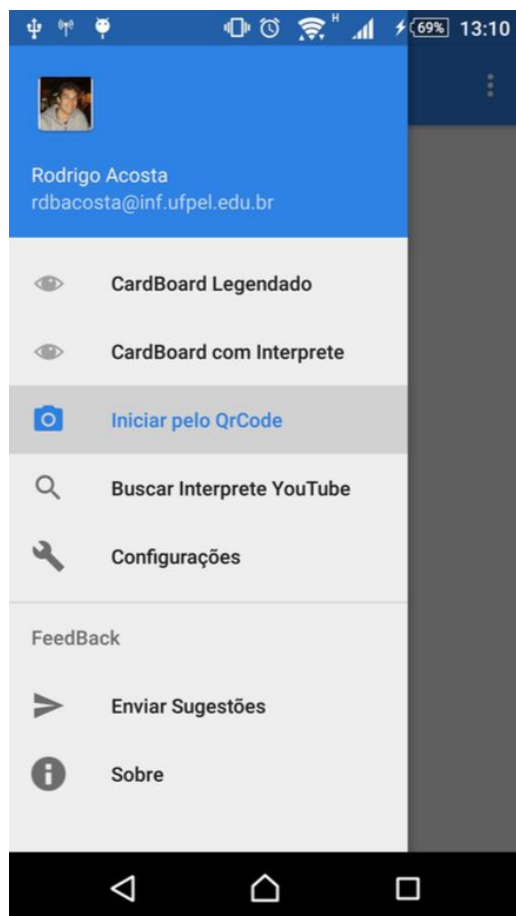 H
69%
13:10
Rodrigo Acosta
rdbacosta@inf.ufpel.edu.br
CardBoard Legendado
CardBoard com Interprete
Iniciar pelo QrCode
Buscar Interprete YouTube
Configurações
FeedBack
Enviar Sugestões
Sobre